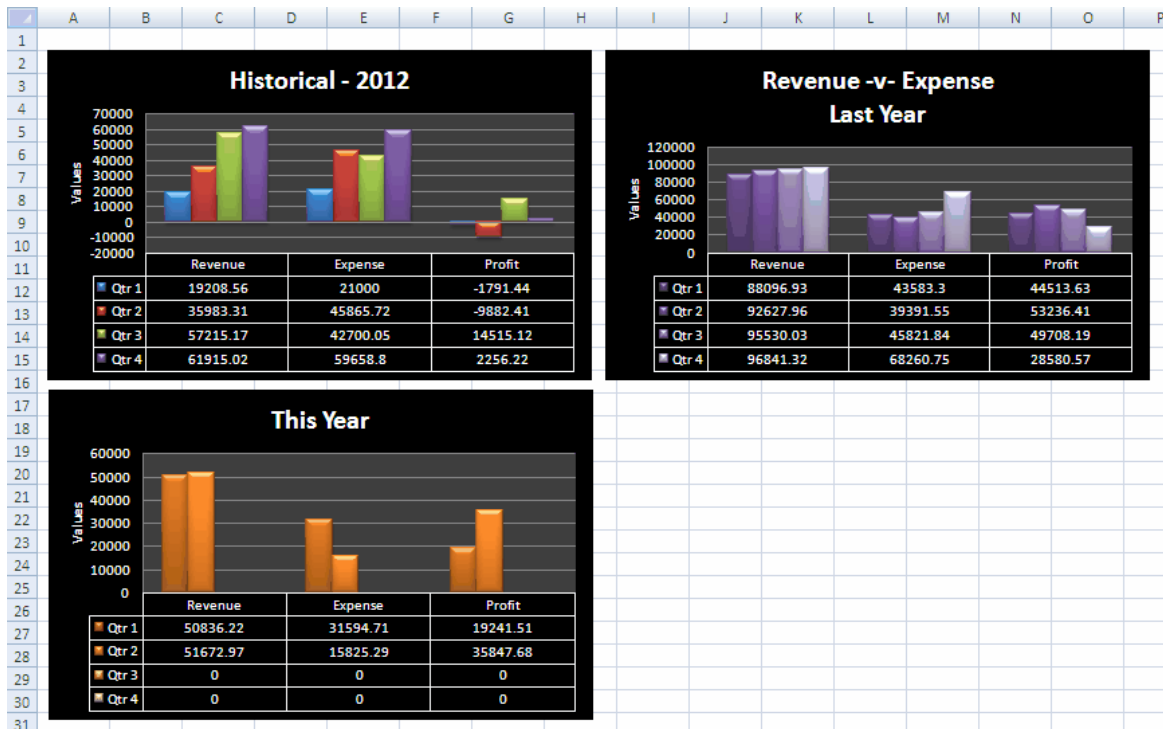 A B C D E F G H I J K L M N O P
1
2
3
4
5
6
7
8
9
10
11
12
13
14
15
16
17
18
19
20
21
22
23
24
25
26
27
28
29
30
31
Historical - 2012
Values
70000
60000
50000
40000
30000
20000
10000
0
-10000
-20000
Revenue Expense Profit
Qtr 1 19208.56 21000 -1791.44
Qtr 2 35983.31 45865.72 -9882.41
Qtr 3 57215.17 42700.05 14515.12
Qtr 4 61915.02 59658.8 2256.22
Revenue -v- Expense
Last Year
Values
120000
100000
80000
60000
40000
20000
0
Revenue Expense Profit
Qtr 1 88096.93 43583.3 44513.63
Qtr 2 92627.96 39391.55 53236.41
Qtr 3 95530.03 45821.84 49708.19
Qtr 4 96841.32 68260.75 28580.57
This Year
Values
60000
50000
40000
30000
20000
10000
0
Revenue Expense Profit
Qtr 1 50836.22 31594.71 19241.51
Qtr 2 51672.97 15825.29 35847.68
Qtr 3 0 0 0
Qtr 4 0 0 0